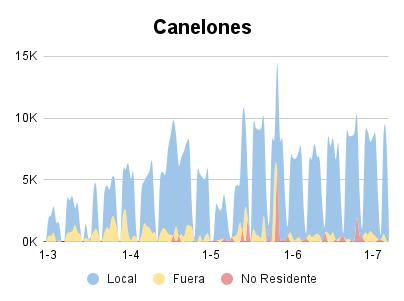 Canelones
15K
10K
5K
0K
1-3 1-4 1-5 1-6 1-7
Local Fuera No Residente